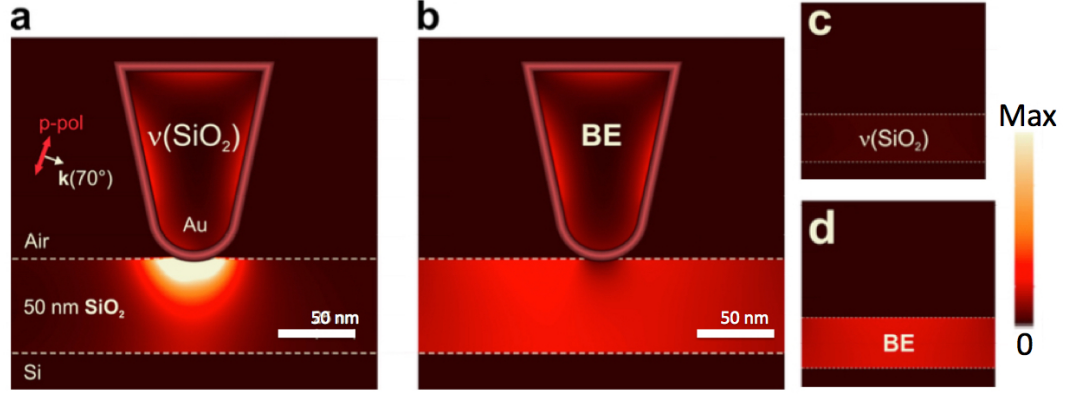 a
p-pol
k(70°)
ν(SiO₂)
Au
Air
50 nm SiO₂
50 nm
Si
b
BE
50 nm
c
ν(SiO₂)
d
BE
Max
0